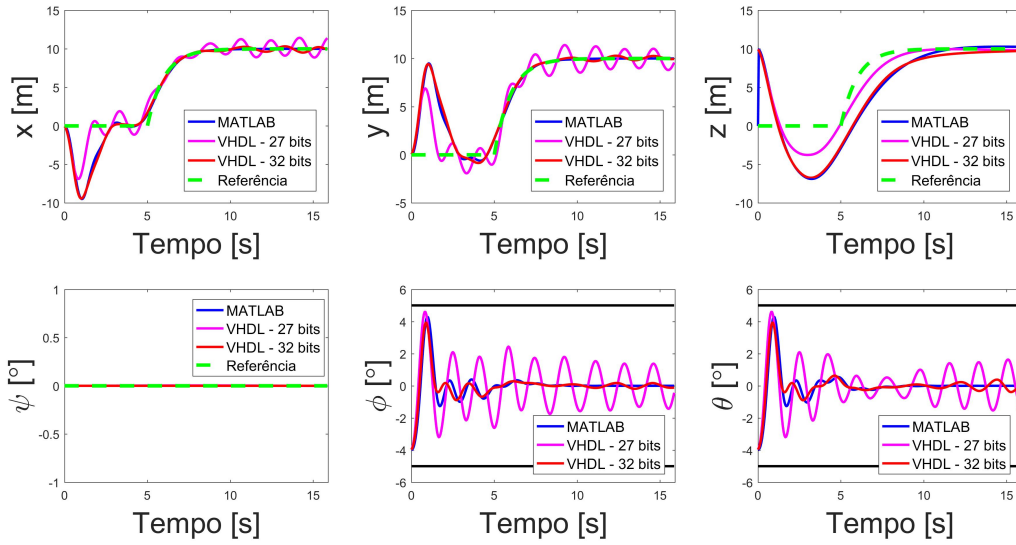 x [m]
15
10
5
0
-5
-10
0
5
10
15
Tempo [s]
MATLAB
VHDL - 27 bits
VHDL - 32 bits
Referência
y [m]
15
10
5
0
-5
0
5
10
15
Tempo [s]
MATLAB
VHDL - 27 bits
VHDL - 32 bits
Referência
z [m]
15
10
5
0
-5
-10
0
5
10
15
Tempo [s]
MATLAB
VHDL - 27 bits
VHDL - 32 bits
Referência
ψ [°]
1
0.5
0
-0.5
-1
0
5
10
15
Tempo [s]
MATLAB
VHDL - 27 bits
VHDL - 32 bits
Referência
ϕ [°]
6
4
2
0
-2
-4
-6
0
5
10
15
Tempo [s]
MATLAB
VHDL - 27 bits
VHDL - 32 bits
θ [°]
6
4
2
0
-2
-4
-6
0
5
10
15
Tempo [s]
MATLAB
VHDL - 27 bits
VHDL - 32 bits